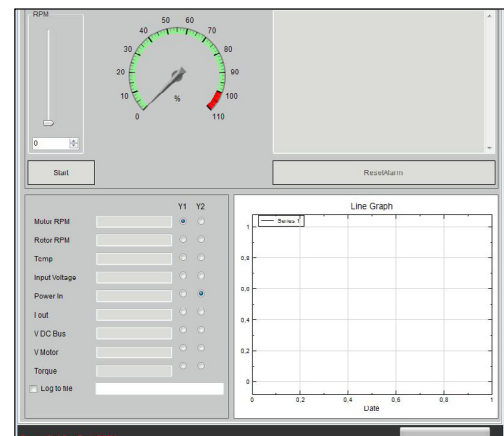 RPM
50 60
40 70
30 80
20 90
10 100
%
0 110
0
Start
ResetAlarm
Y1 Y2
Motor RPM
Rotor RPM
Temp
Input Voltage
Power In
I out
V DC Bus
V Motor
Torque
Log to file
Line Graph
Series 1
1
0,8
0,6
0,4
0,2
0
0 0,2 0,4 0,6 0,8 1
Date